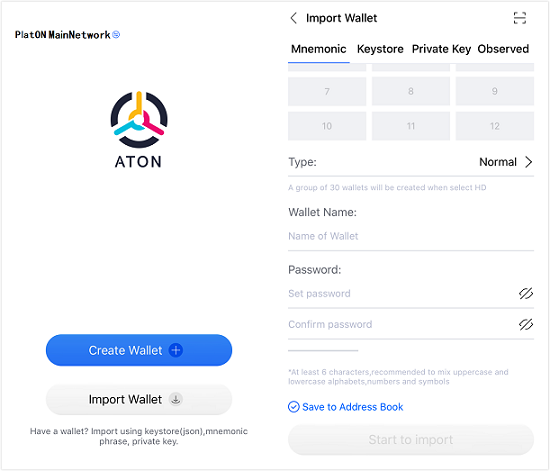 PlatON MainNetwork
ATON
Create Wallet
Import Wallet
Have a wallet? Import using keystore(json),mnemonic
phrase, private key.
Import Wallet
Mnemonic Keystore Private Key Observed
7 8 9
10 11 12
Type: Normal
A group of 30 wallets will be created when select HD
Wallet Name:
Name of Wallet
Password:
Set password
Confirm password
*At least 6 characters,recommended to mix uppercase and
lowercase alphabets,numbers and symbols
Save to Address Book
Start to import